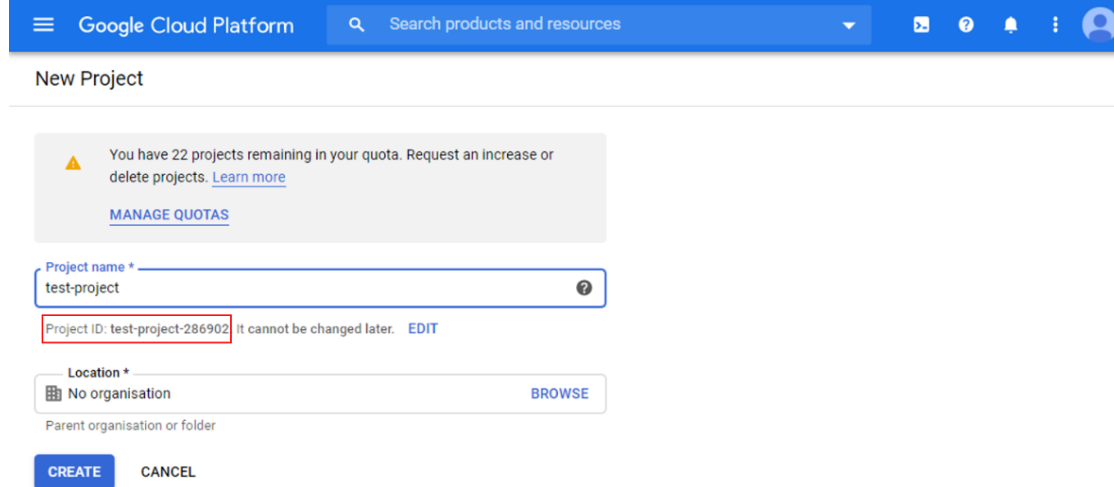 Google Cloud Platform
Search products and resources
New Project
You have 22 projects remaining in your quota. Request an increase or
delete projects. Learn more
MANAGE QUOTAS
Project name *
test-project
Project ID: test-project-286902. It cannot be changed later. EDIT
Location *
No organisation BROWSE
Parent organisation or folder
CREATE CANCEL